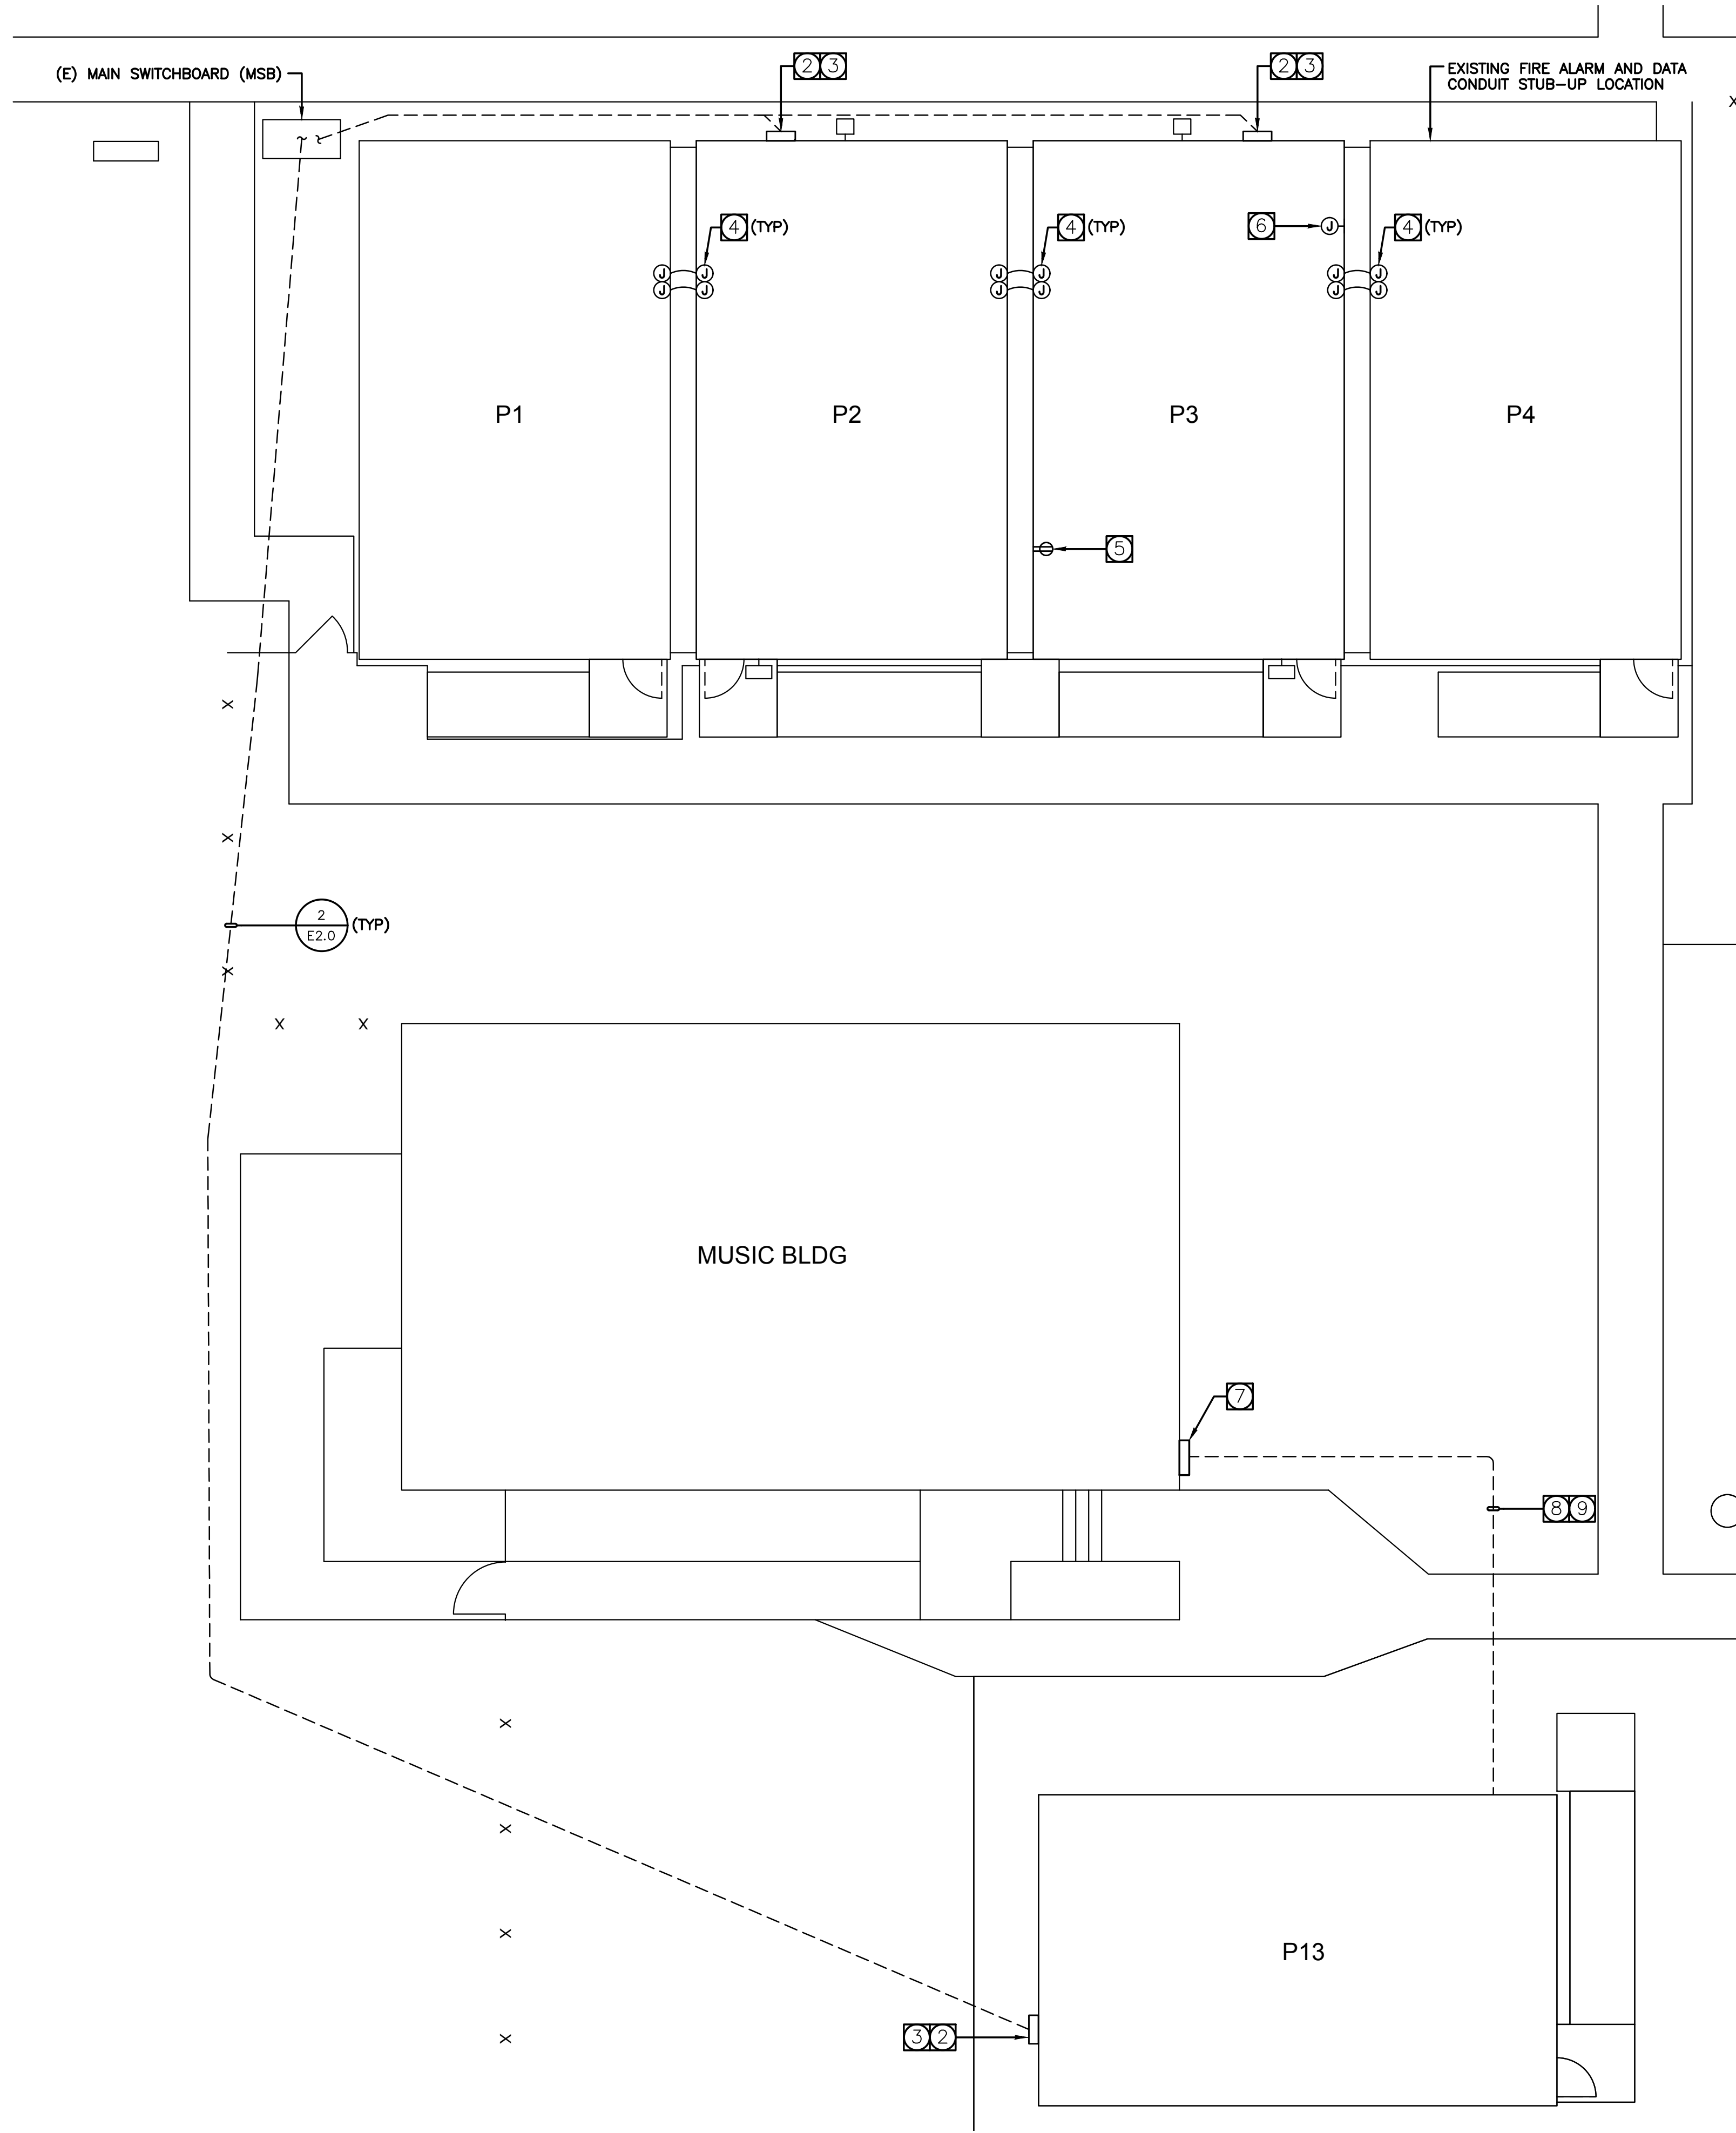 (E) MAIN SWITCHBOARD (MSB)
2 3
2 3
EXISTING FIRE ALARM AND DATA
CONDUIT STUB-UP LOCATION
X
4 (TYP)
4 (TYP)
6
J
4 (TYP)
J J J J J J
J J J J J J
P1
P2
P3
P4
5
X
X
2
E2.0
(TYP)
X
X X
MUSIC BLDG
7
8 9
X
X
X
P13
3 2
X